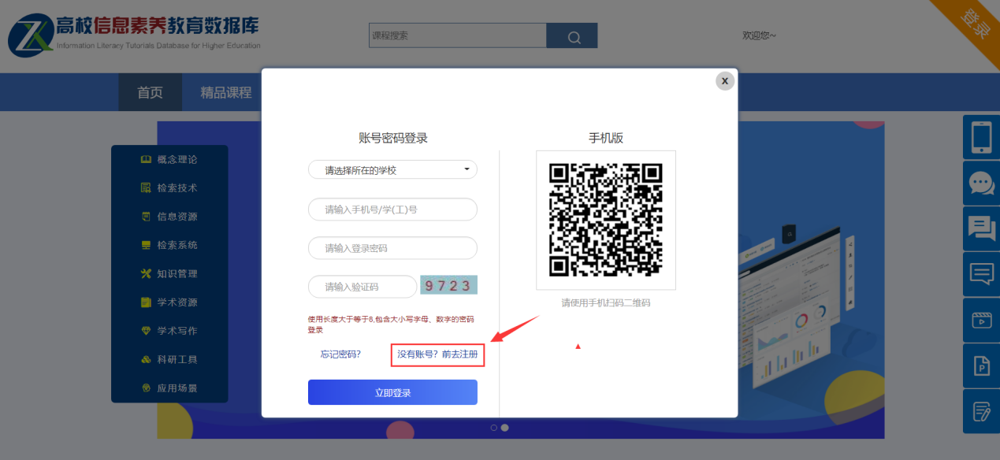 高校信息素养教育数据库
Information Literacy Tutorials Database for Higher Education
课程搜索
欢迎您~
登录
首页
精品课程
X
概念理论
检索技术
信息资源
检索系统
知识管理
学术资源
学术写作
科研工具
应用场景
账号密码登录
请选择所在的学校
请输入手机号/学(工)号
请输入登录密码
请输入验证码
9723
使用长度大于等于8,包含大小写字母、数字的密码
登录
忘记密码?
没有账号? 前去注册
立即登录
手机版
请使用手机扫码二维码
P